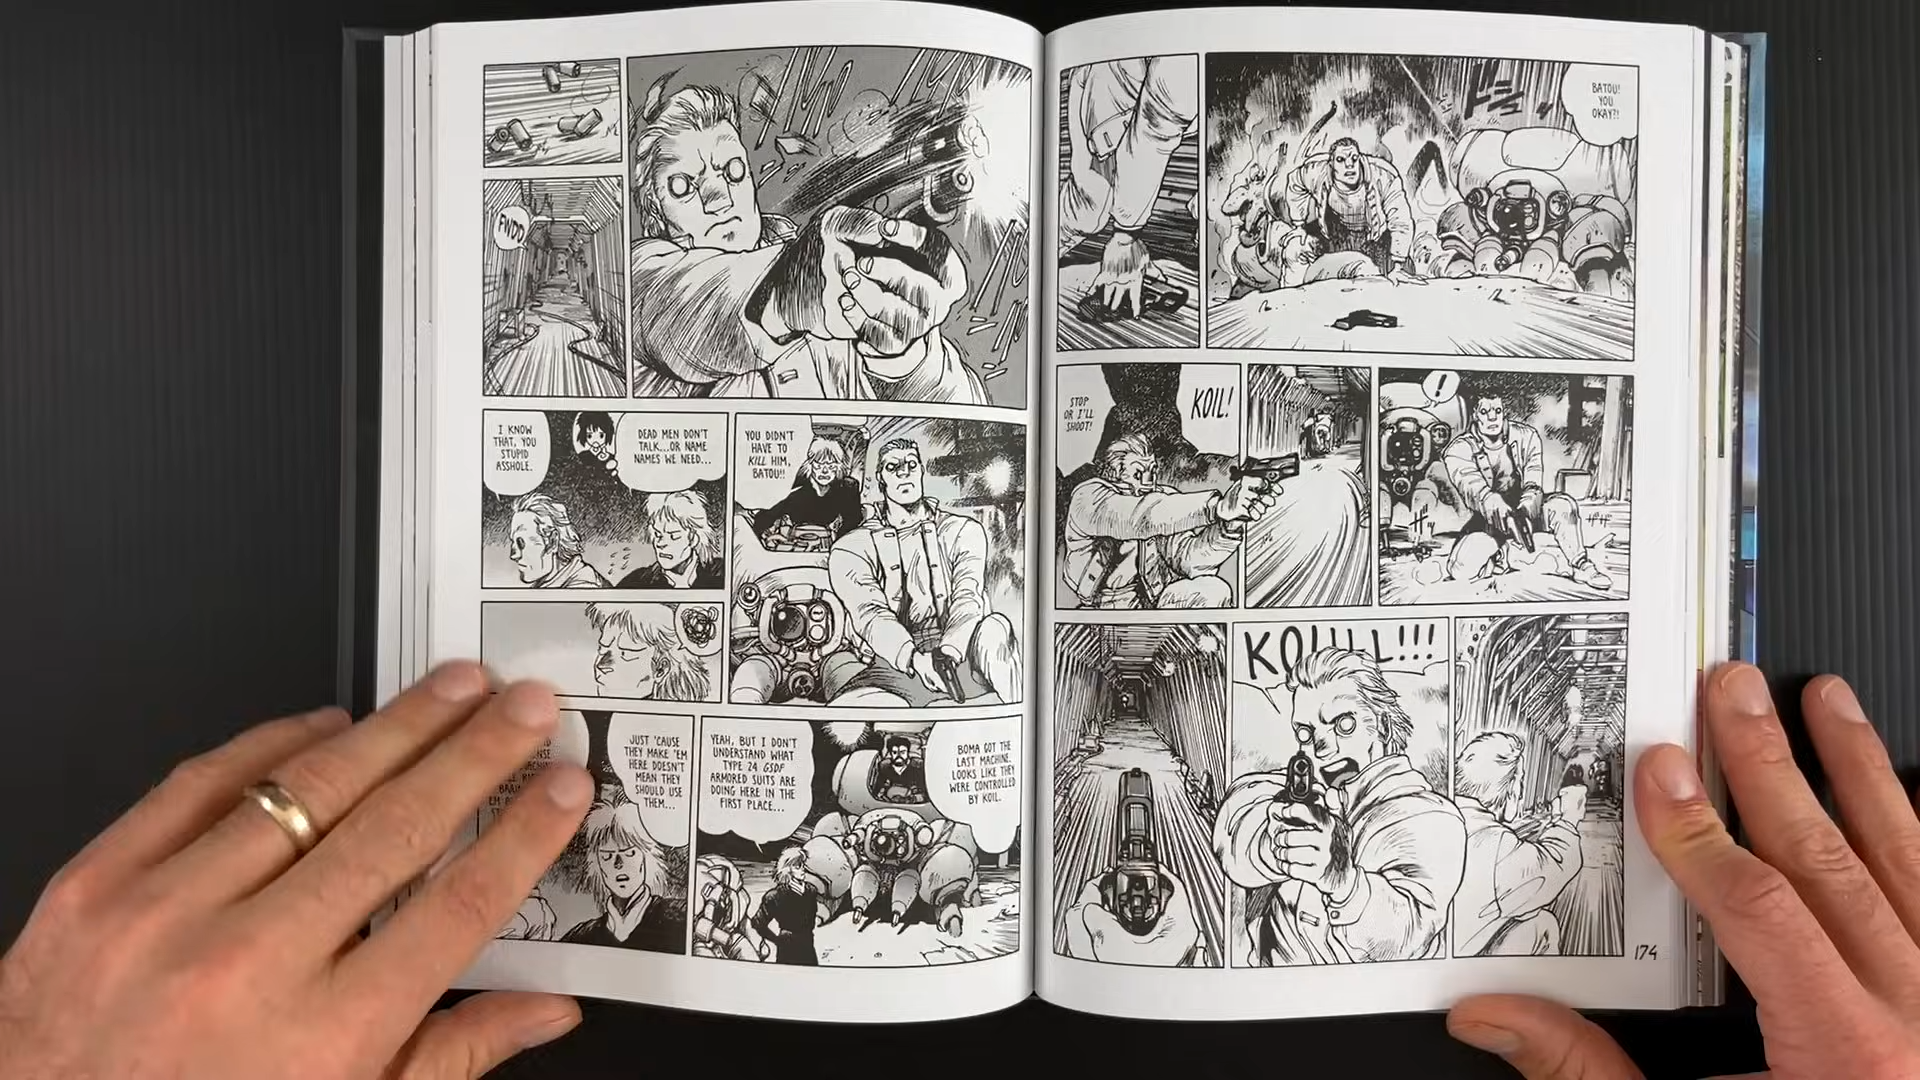 BATOU!
YOU
OKAY?!
!
KOIL!
STOP
OR I'LL
SHOOT!
174
YOU DIDN'T
HAVE TO
KILL HIM,
BATOU!!
DEAD MEN DON'T
TALK...OR NAME
NAMES WE NEED...
I KNOW
THAT, YOU
STUPID
ASSHOLE.
BOMA GOT THE
LAST MACHINE.
LOOKS LIKE THEY
WERE CONTROLLED
BY KOIL.
YEAH, BUT I DON'T
UNDERSTAND WHAT
TYPE 24 GSDF
ARMORED SUITS ARE
DOING HERE IN THE
FIRST PLACE...
JUST 'CAUSE
THEY MAKE 'EM
HERE DOESN'T
MEAN THEY
SHOULD USE
THEM...